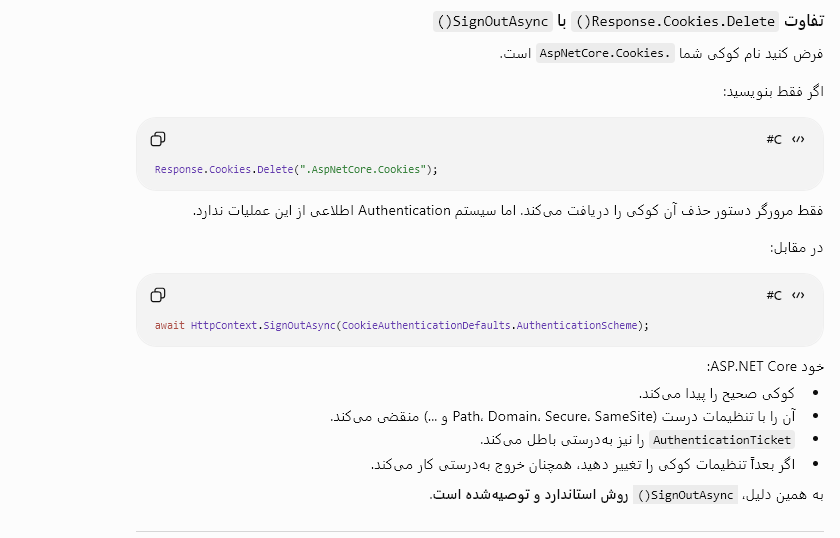 تفاوت Response.Cookies.Delete() با SignOutAsync()
فرض کنید نام کوکی شما .AspNetCore.Cookies است.
اگر فقط بنویسید:
C#
Response.Cookies.Delete(".AspNetCore.Cookies");
فقط مرورگر دستور حذف آن کوکی را دریافت می‌کند. اما سیستم Authentication اطلاعی از این عملیات ندارد.
در مقابل:
C#
await HttpContext.SignOutAsync(CookieAuthenticationDefaults.AuthenticationScheme);
خود ASP.NET Core:
• کوکی صحیح را پیدا می‌کند.
• آن را با تنظیمات درست (Path، Domain، Secure، SameSite و ...) منقضی می‌کند.
• AuthenticationTicket را نیز به‌درستی باطل می‌کند.
• اگر بعداً تنظیمات کوکی را تغییر دهید، همچنان خروج به‌درستی کار می‌کند.
به همین دلیل، SignOutAsync() روش استاندارد و توصیه‌شده است.